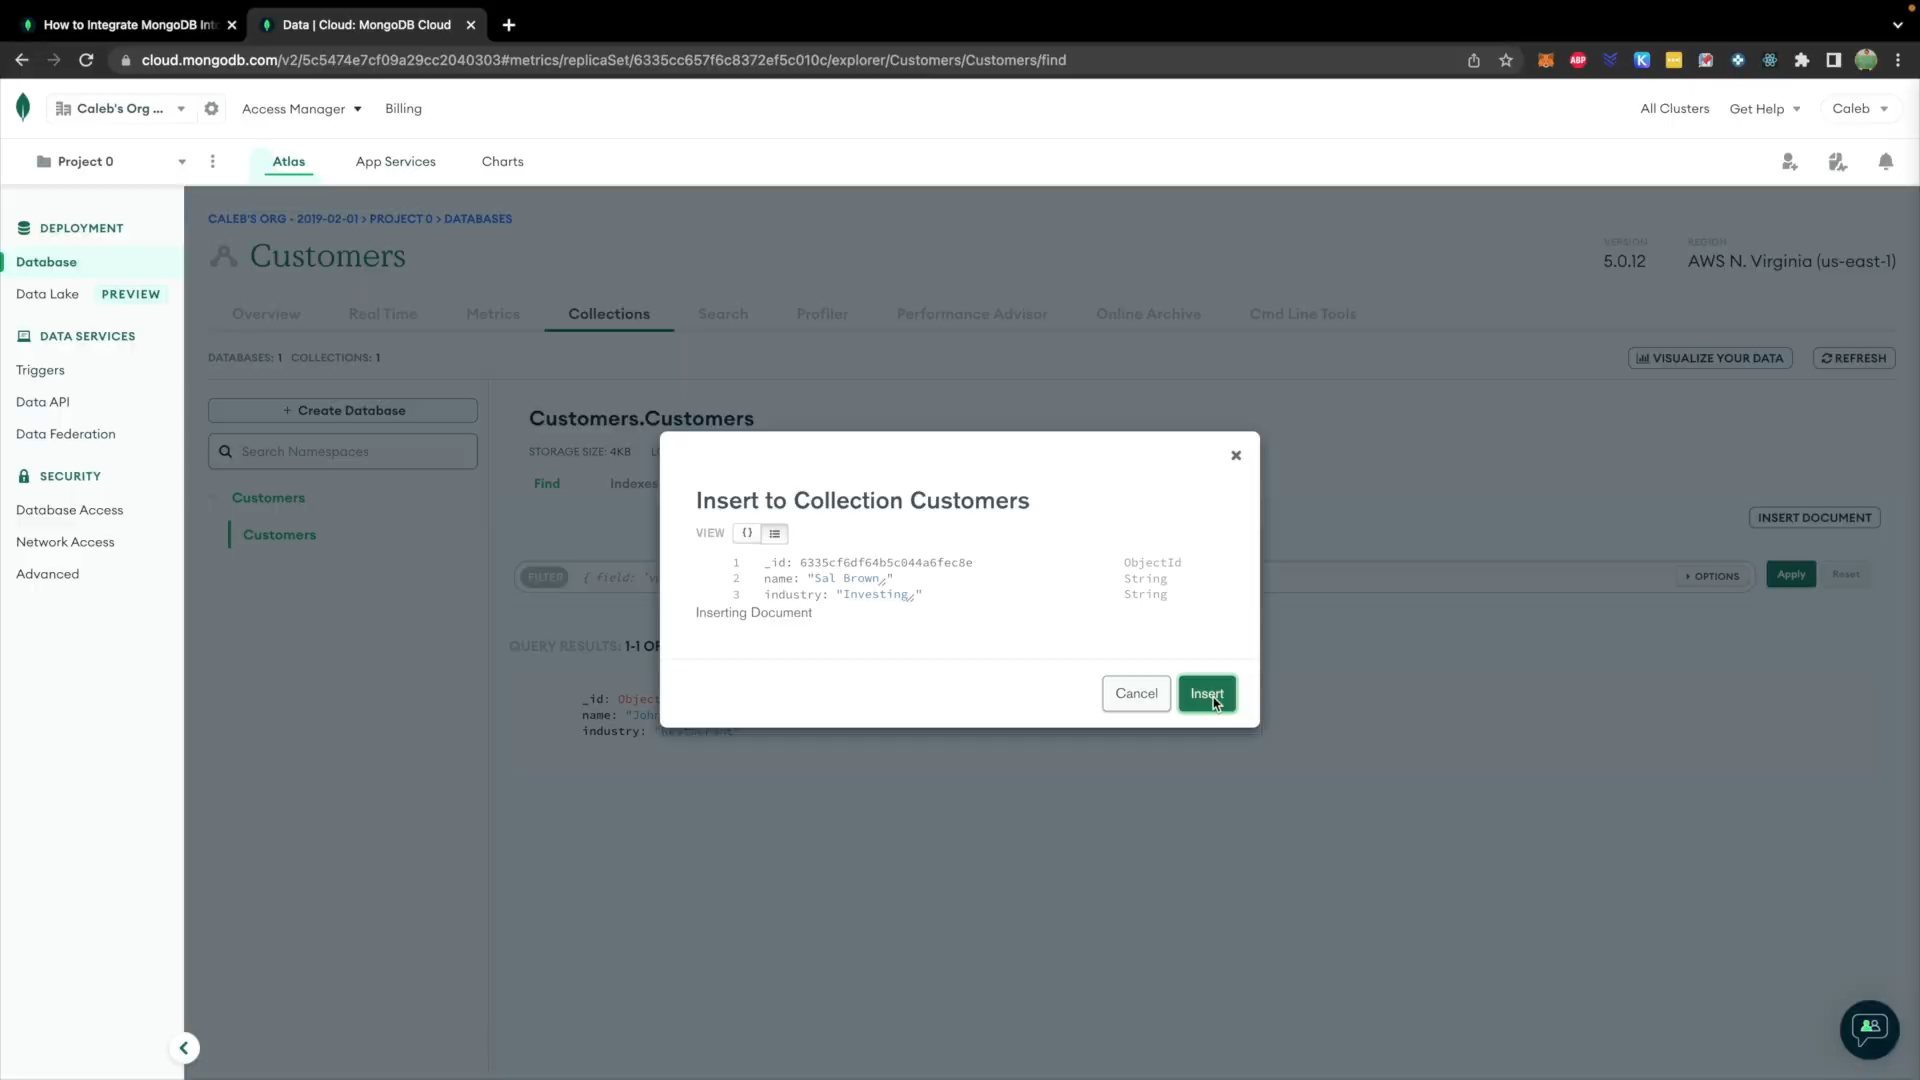 How to Integrate MongoDB Int
Data | Cloud: MongoDB Cloud
cloud.mongodb.com/v2/5c5474e7cf09a29cc2040303#metrics/replicaSet/6335cc657f6c8372ef5c010c/explorer/Customers/Customers/find
ABP
K
Caleb's Org ...
Access Manager
Billing
All Clusters
Get Help
Caleb
Project 0
Atlas
App Services
Charts
DEPLOYMENT
Database
Data Lake PREVIEW
DATA SERVICES
Triggers
Data API
Data Federation
SECURITY
Database Access
Network Access
Advanced
CALEB'S ORG - 2019-02-01 > PROJECT 0 > DATABASES
Customers
VERSION
5.0.12
REGION
AWS N. Virginia (us-east-1)
Overview
Real Time
Metrics
Collections
Search
Profiler
Performance Advisor
Online Archive
Cmd Line Tools
DATABASES: 1 COLLECTIONS: 1
VISUALIZE YOUR DATA
REFRESH
+ Create Database
Search Namespaces
Customers
Customers
Customers.Customers
STORAGE SIZE: 4KB
Find
Indexes
INSERT DOCUMENT
FILTER
{ field: 'v
OPTIONS
Apply
Reset
QUERY RESULTS: 1-1 OF
_id: Object
name: "John
industry:
Insert to Collection Customers
VIEW {}
1 _id: 6335cf6df64b5c044a6fec8e ObjectId
2 name: "Sal Brown" String
3 industry: "Investing" String
Inserting Document
Cancel
Insert